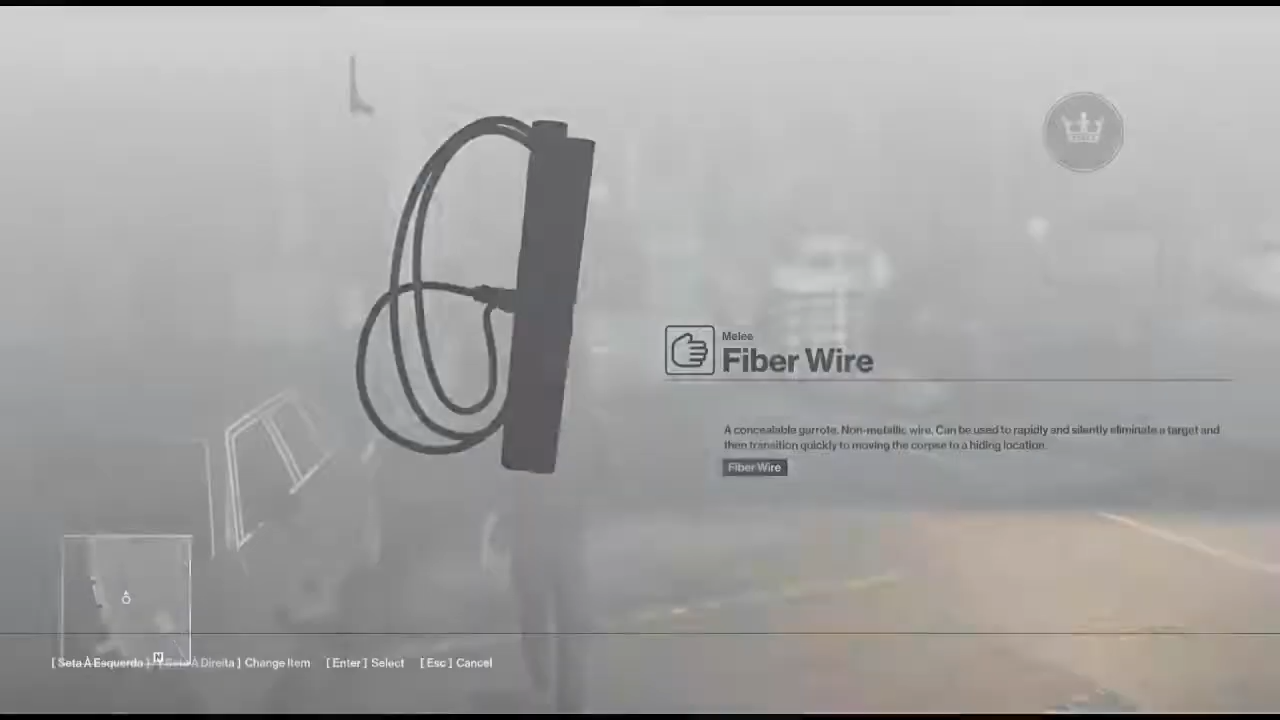 Melee
Fiber Wire
A concealable garrote. Non-metallic wire. Can be used to rapidly and silently eliminate a target and
then transition quickly to moving the corpse to a hiding location.
Fiber Wire
N
[ Seta À Esquerda ] [ Seta À Direita ] Change Item [ Enter ] Select [ Esc ] Cancel